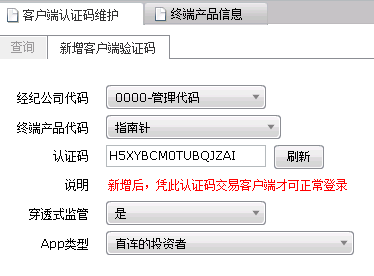 客户端认证码维护 终端产品信息
查询 新增客户端验证码
经纪公司代码 0000-管理代码
终端产品代码 指南针
认证码 H5XYBCM0TUBQJZAI 刷新
说明 新增后，凭此认证码交易客户端才可正常登录
穿透式监管 是
App类型 直连的投资者